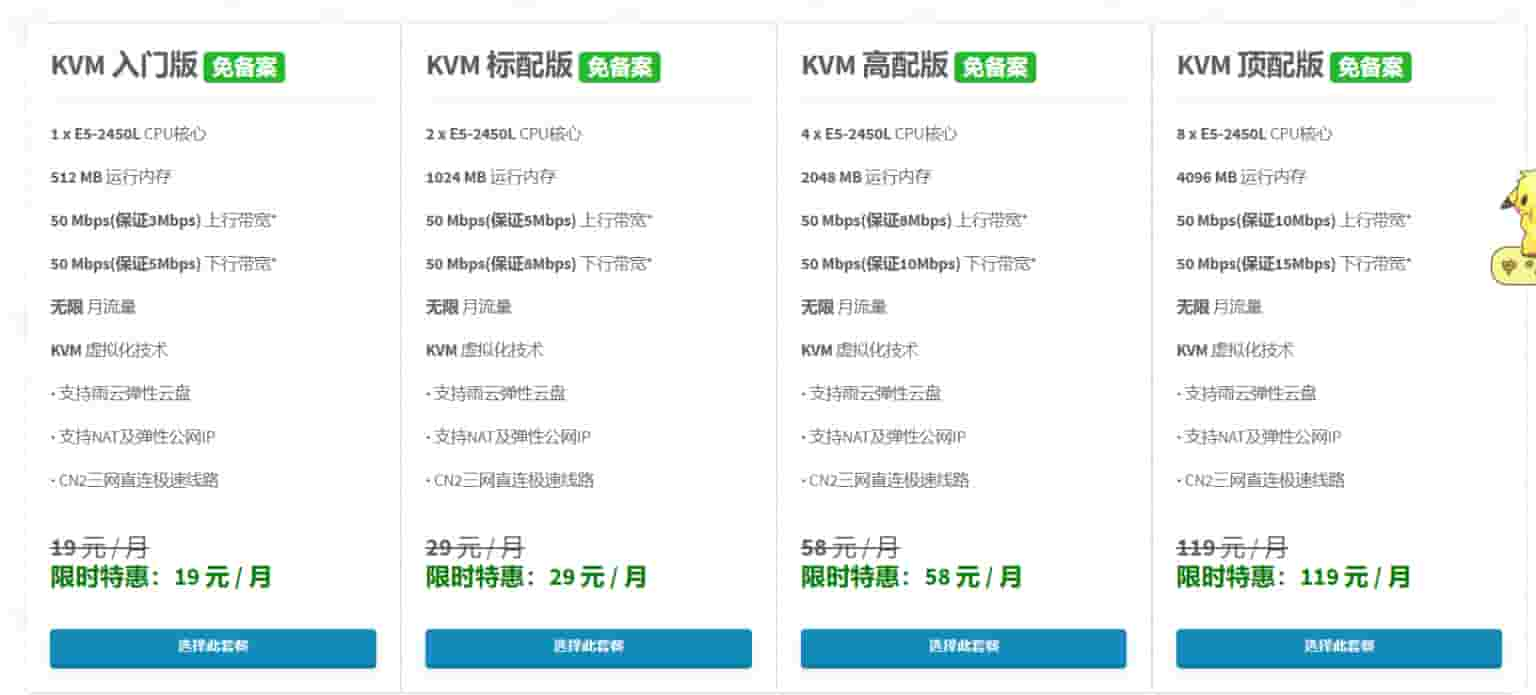 KVM 入门版 免备案
1 x E5-2450L CPU核心
512 MB 运行内存
50 Mbps(保证3Mbps) 上行带宽*
50 Mbps(保证5Mbps) 下行带宽*
无限 月流量
KVM 虚拟化技术
· 支持雨云弹性云盘
· 支持NAT及弹性公网IP
· CN2三网直连极速线路
19 元 / 月
限时特惠：19 元 / 月
选择此套餐
KVM 标配版 免备案
2 x E5-2450L CPU核心
1024 MB 运行内存
50 Mbps(保证5Mbps) 上行带宽*
50 Mbps(保证8Mbps) 下行带宽*
无限 月流量
KVM 虚拟化技术
· 支持雨云弹性云盘
· 支持NAT及弹性公网IP
· CN2三网直连极速线路
29 元 / 月
限时特惠：29 元 / 月
选择此套餐
KVM 高配版 免备案
4 x E5-2450L CPU核心
2048 MB 运行内存
50 Mbps(保证8Mbps) 上行带宽*
50 Mbps(保证10Mbps) 下行带宽*
无限 月流量
KVM 虚拟化技术
· 支持雨云弹性云盘
· 支持NAT及弹性公网IP
· CN2三网直连极速线路
58 元 / 月
限时特惠：58 元 / 月
选择此套餐
KVM 顶配版 免备案
8 x E5-2450L CPU核心
4096 MB 运行内存
50 Mbps(保证10Mbps) 上行带宽*
50 Mbps(保证15Mbps) 下行带宽*
无限 月流量
KVM 虚拟化技术
· 支持雨云弹性云盘
· 支持NAT及弹性公网IP
· CN2三网直连极速线路
119 元 / 月
限时特惠：119 元 / 月
选择此套餐